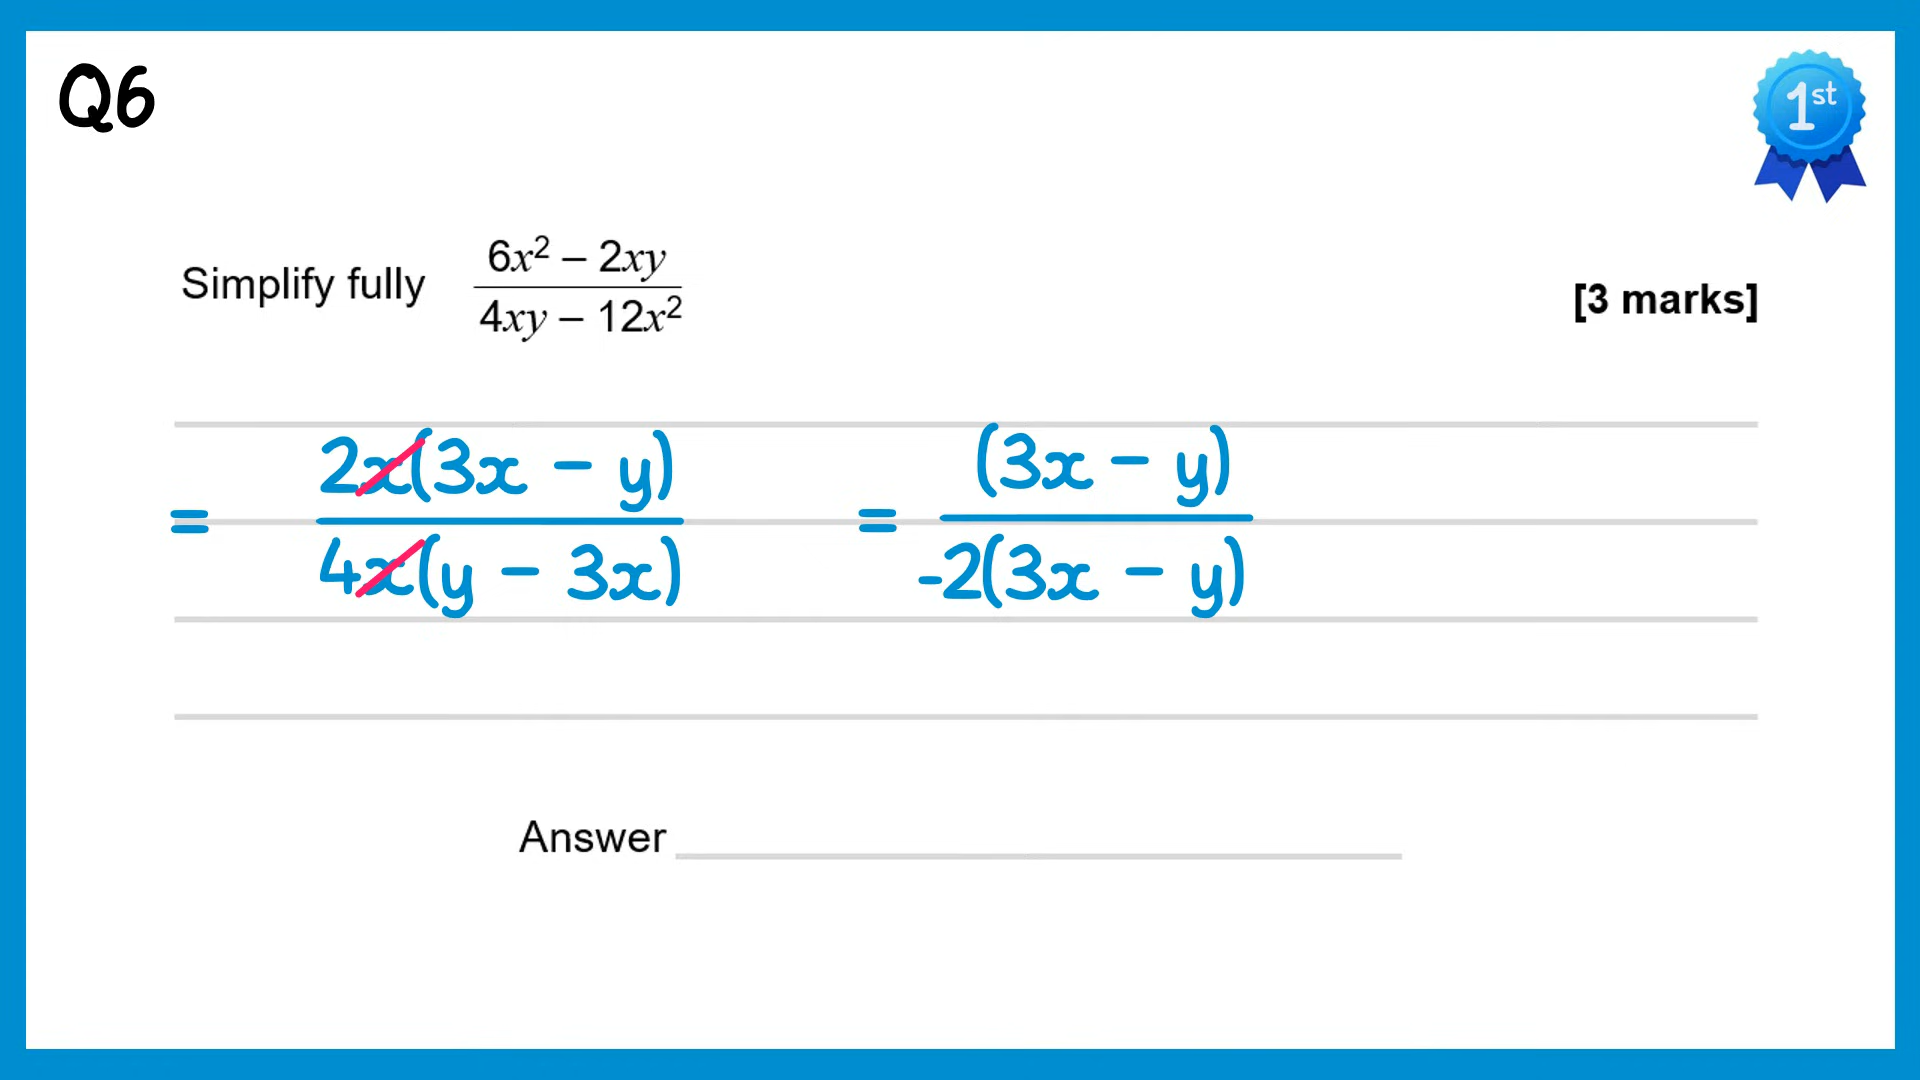 Q6
1st
Simplify fully
6x² – 2xy
4xy – 12x²
[3 marks]
= 2x(3x – y)
4x(y – 3x)
= (3x – y)
-2(3x – y)
Answer